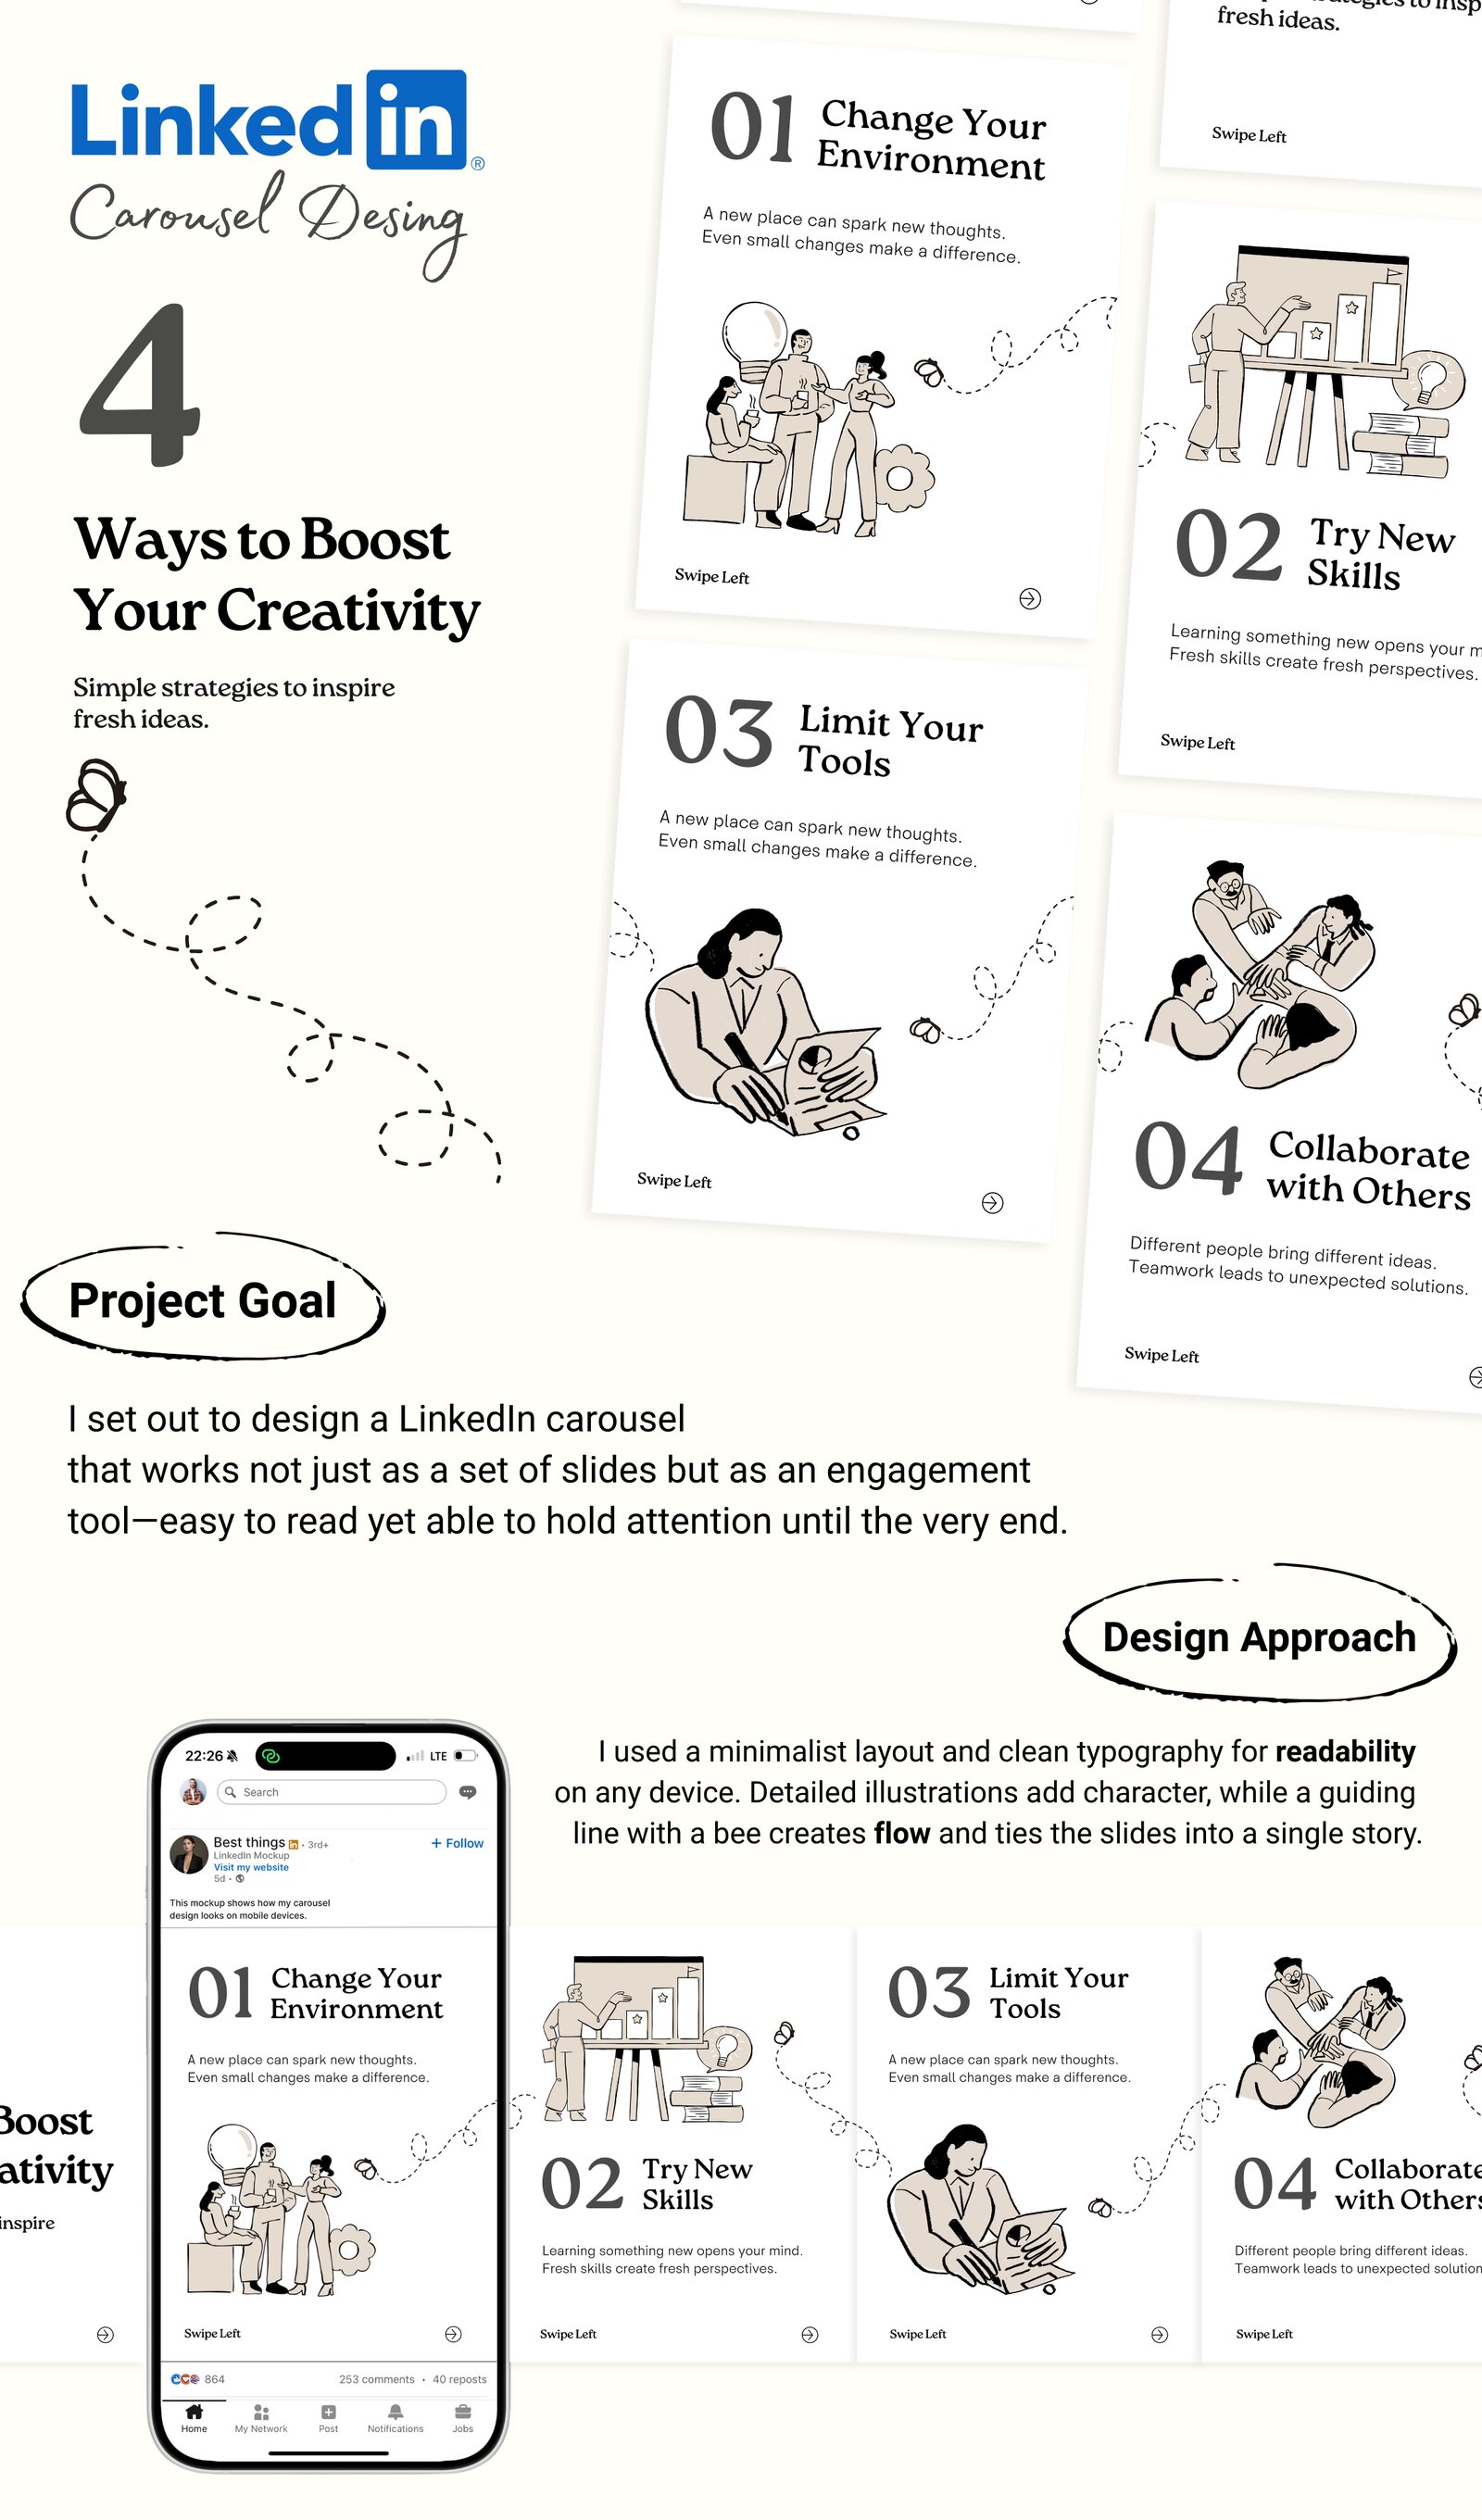 Linked in ®
Carousel Desing
4
Ways to Boost
Your Creativity
Simple strategies to inspire
fresh ideas.
fresh ideas.
Swipe Left
01
Change Your
Environment
A new place can spark new thoughts.
Even small changes make a difference.
Swipe Left
02
Try New
Skills
Learning something new opens your
Fresh skills create fresh perspectives.
Swipe Left
03
Limit Your
Tools
A new place can spark new thoughts.
Even small changes make a difference.
Swipe Left
04
Collaborate
with Others
Different people bring different ideas.
Teamwork leads to unexpected solutions.
Swipe Left
Project Goal
I set out to design a LinkedIn carousel
that works not just as a set of slides but as an engagement
tool—easy to read yet able to hold attention until the very end.
Design Approach
I used a minimalist layout and clean typography for readability
on any device. Detailed illustrations add character, while a guiding
line with a bee creates flow and ties the slides into a single story.
22:26
LTE
Search
Best things in • 3rd+
+ Follow
LinkedIn Mockup
Visit my website
5d •
This mockup shows how my carousel
design looks on mobile devices.
Boost
ativity
inspire
01
Change Your
Environment
A new place can spark new thoughts.
Even small changes make a difference.
Swipe Left
864
253 comments • 40 reposts
Home
My Network
Post
Notifications
Jobs
02
Try New
Skills
Learning something new opens your mind.
Fresh skills create fresh perspectives.
Swipe Left
03
Limit Your
Tools
A new place can spark new thoughts.
Even small changes make a difference.
Swipe Left
04
Collaborate
with Others
Different people bring different ideas.
Teamwork leads to unexpected solution
Swipe Left